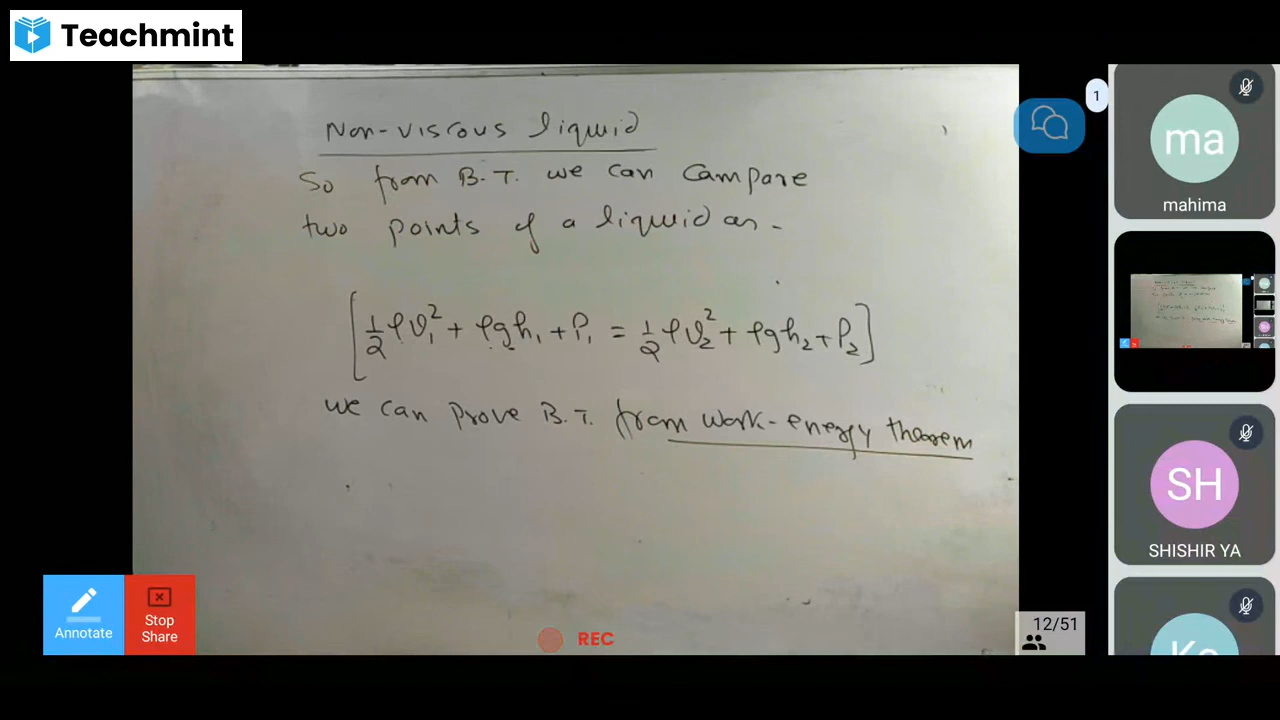 Teachmint
Non-viscous liquid
So from B.T. we can campare
two points of a liquid as -
[½ρv₁² + ρgh₁ + P₁ = ½ρv₂² + ρgh₂ + P₂]
we can prove B.T. from work-energy theorem
Annotate
Stop
Share
REC
12/51
1
ma
mahima
SH
SHISHIR YA